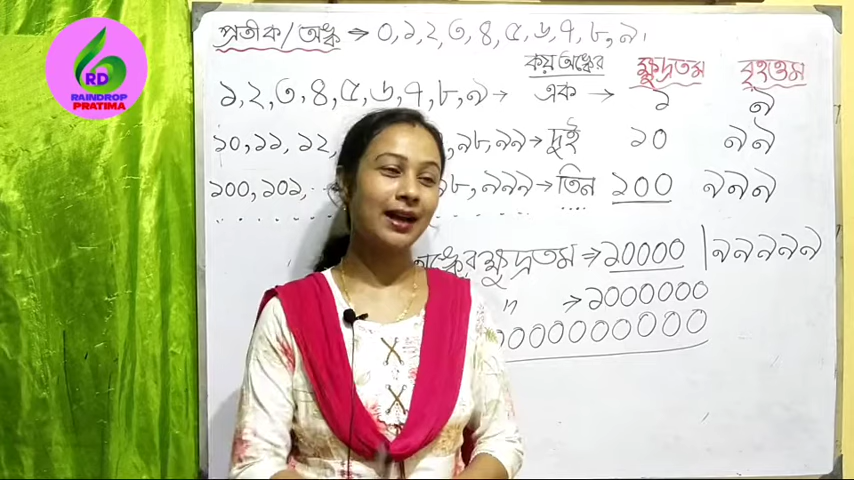 RD
RAINDROP
PRATIMA
প্রতীক/অঙ্ক ⇒ ০,১,২,৩,৪,৫,৬,৭,৮,৯।
কয় অঙ্কের ক্ষুদ্রতম বৃহত্তম
১,২,৩,৪,৫,৬,৭,৮,৯ → এক → ১ ৯
১০,১১,১২, ,৯৮,৯৯ → দুই ১০ ৯৯
১০০,১০১, ৯৯৯ → তিন ১০০ ৯৯৯
অঙ্কের ক্ষুদ্রতম ⇒ ১০০০০ | ৯৯৯৯৯
" → ১০০০০০০